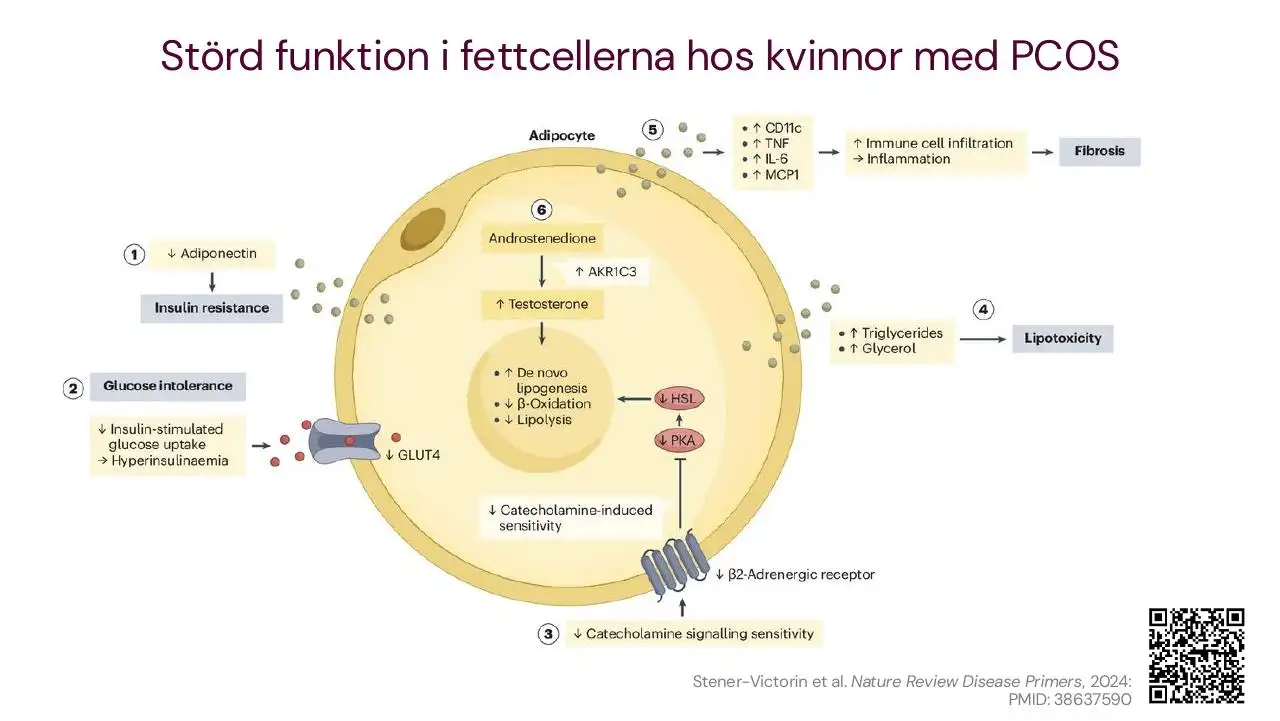 Störd funktion i fettcellerna hos kvinnor med PCOS
Adipocyte
1
↓ Adiponectin
Insulin resistance
2
Glucose intolerance
↓ Insulin-stimulated
glucose uptake
→ Hyperinsulinaemia
↓ GLUT4
6
Androstenedione
↑ AKR1C3
↑ Testosterone
• ↑ De novo
lipogenesis
• ↓ β-Oxidation
• ↓ Lipolysis
↓ HSL
↓ PKA
↓ Catecholamine-induced
sensitivity
↓ β2-Adrenergic receptor
3
↓ Catecholamine signalling sensitivity
5
• ↑ CD11c
• ↑ TNF
• ↑ IL-6
• ↑ MCP1
↑ Immune cell infiltration
→ Inflammation
Fibrosis
• ↑ Triglycerides
• ↑ Glycerol
4
Lipotoxicity
Stener-Victorin et al. Nature Review Disease Primers, 2024:
PMID: 38637590